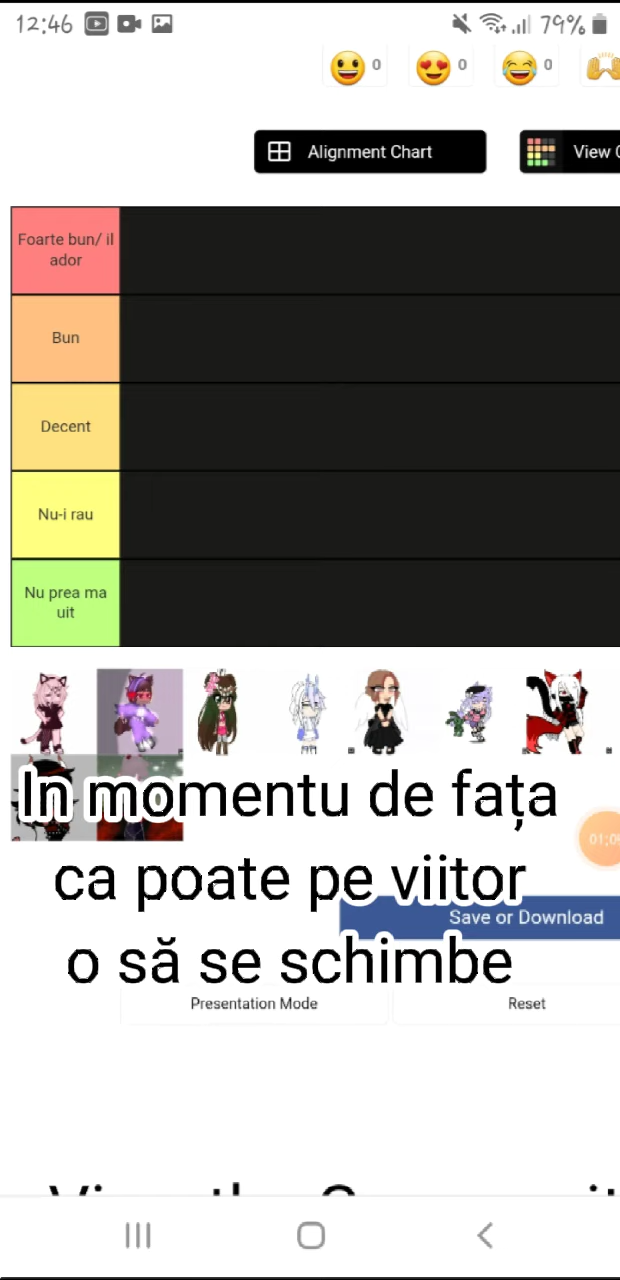 12:46 79%
0 0 0
Alignment Chart View
Foarte bun/ il
ador
Bun
Decent
Nu-i rau
Nu prea ma
uit
In momentu de fața
ca poate pe viitor
Save or Download
o să se schimbe
Presentation Mode Reset